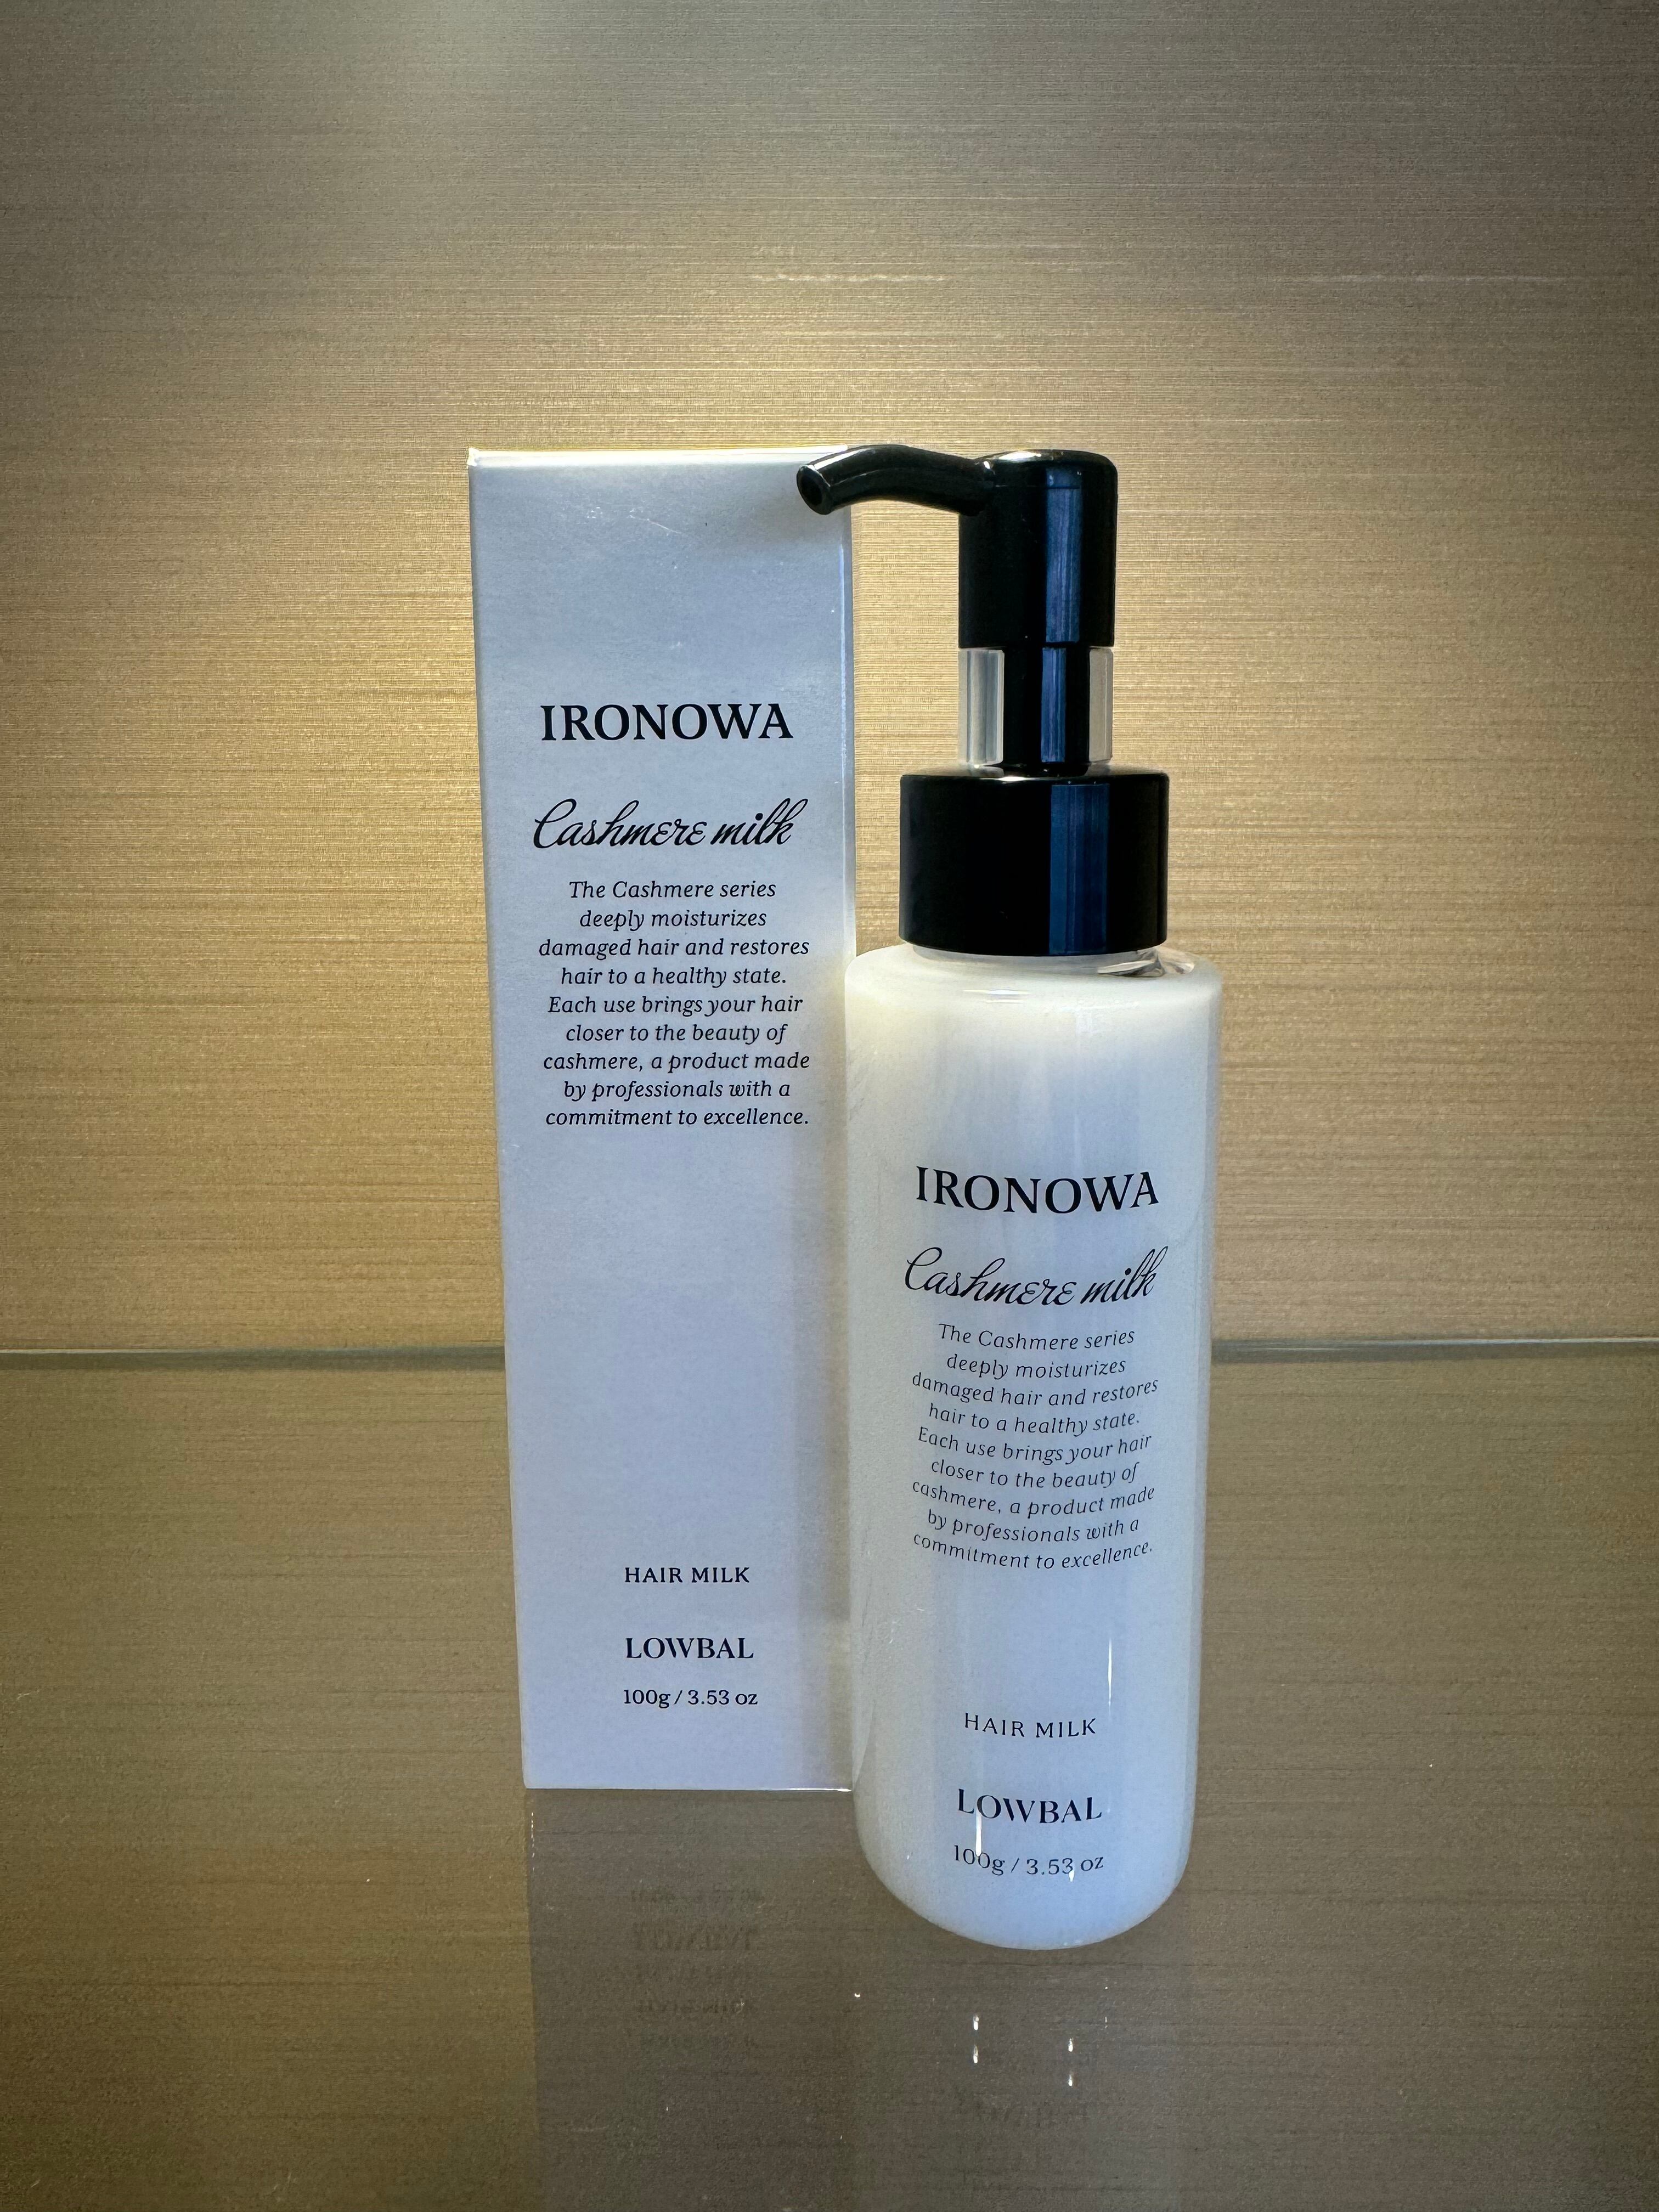 IRONOWA
Cashmere milk
The Cashmere series
deeply moisturizes
damaged hair and restores
hair to a healthy state.
Each use brings your hair
closer to the beauty of
cashmere, a product made
by professionals with a
commitment to excellence.
HAIR MILK
LOWBAL
100g / 3.53 oz
IRONOWA
Cashmere milk
The Cashmere series
deeply moisturizes
damaged hair and restores
hair to a healthy state.
Each use brings your hair
closer to the beauty of
cashmere, a product made
by professionals with a
commitment to excellence.
HAIR MILK
LOWBAL
100g / 3.53 oz